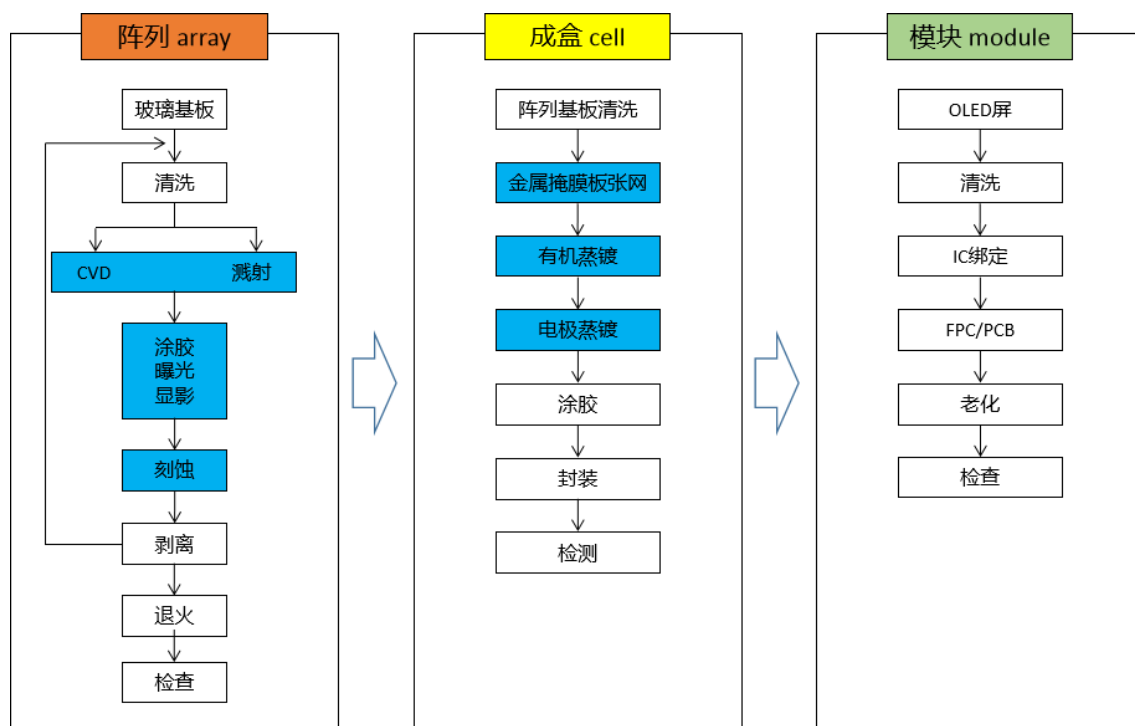 阵列 array
玻璃基板
清洗
CVD 溅射
涂胶
曝光
显影
刻蚀
剥离
退火
检查
成盒 cell
阵列基板清洗
金属掩膜板张网
有机蒸镀
电极蒸镀
涂胶
封装
检测
模块 module
OLED屏
清洗
IC绑定
FPC/PCB
老化
检查